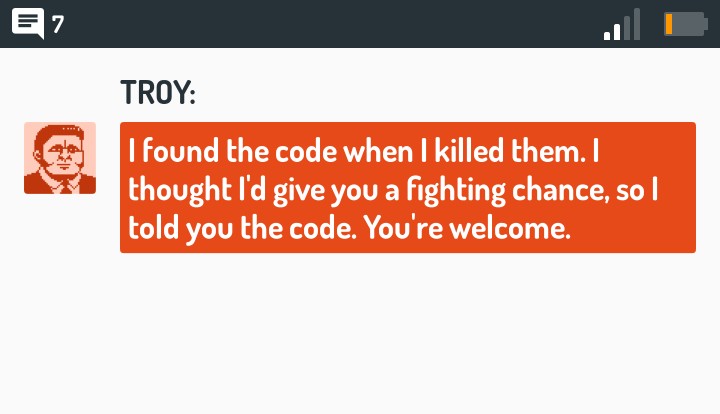 7
TROY:
I found the code when I killed them. I
thought I'd give you a fighting chance, so I
told you the code. You're welcome.